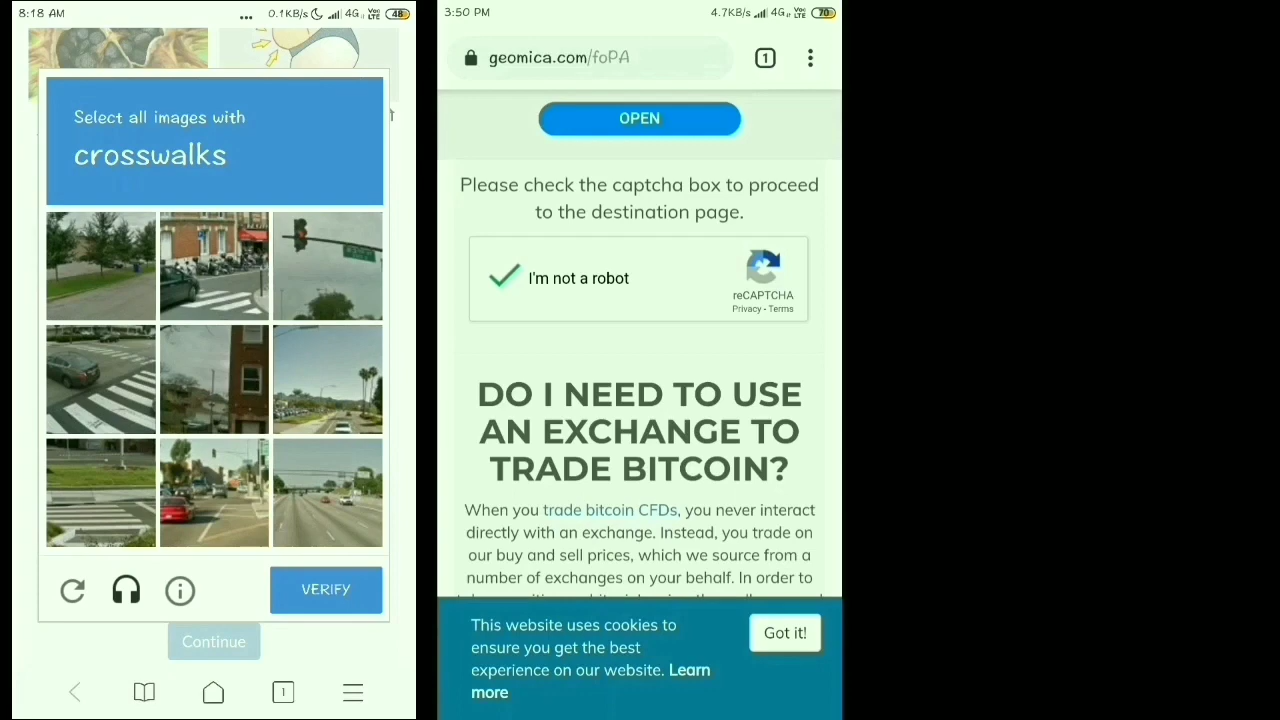 8:18 AM
... 0.1KB/s 4G Vo LTE 48
Select all images with
crosswalks
VERIFY
Continue
1
3:50 PM
4.7KB/s 4G Vo LTE 70
geomica.com/foPA
1
OPEN
Please check the captcha box to proceed
to the destination page.
I'm not a robot
reCAPTCHA
Privacy - Terms
DO I NEED TO USE
AN EXCHANGE TO
TRADE BITCOIN?
When you trade bitcoin CFDs, you never interact
directly with an exchange. Instead, you trade on
our buy and sell prices, which we source from a
number of exchanges on your behalf. In order to
This website uses cookies to
ensure you get the best
experience on our website. Learn
more
Got it!